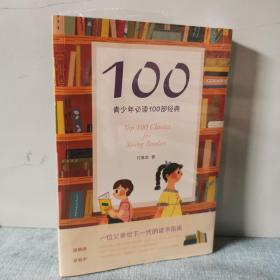 100
青少年必读100部经典
Top 100 Classics
for
Young Readers
著
一位父亲给下一代的读书指南